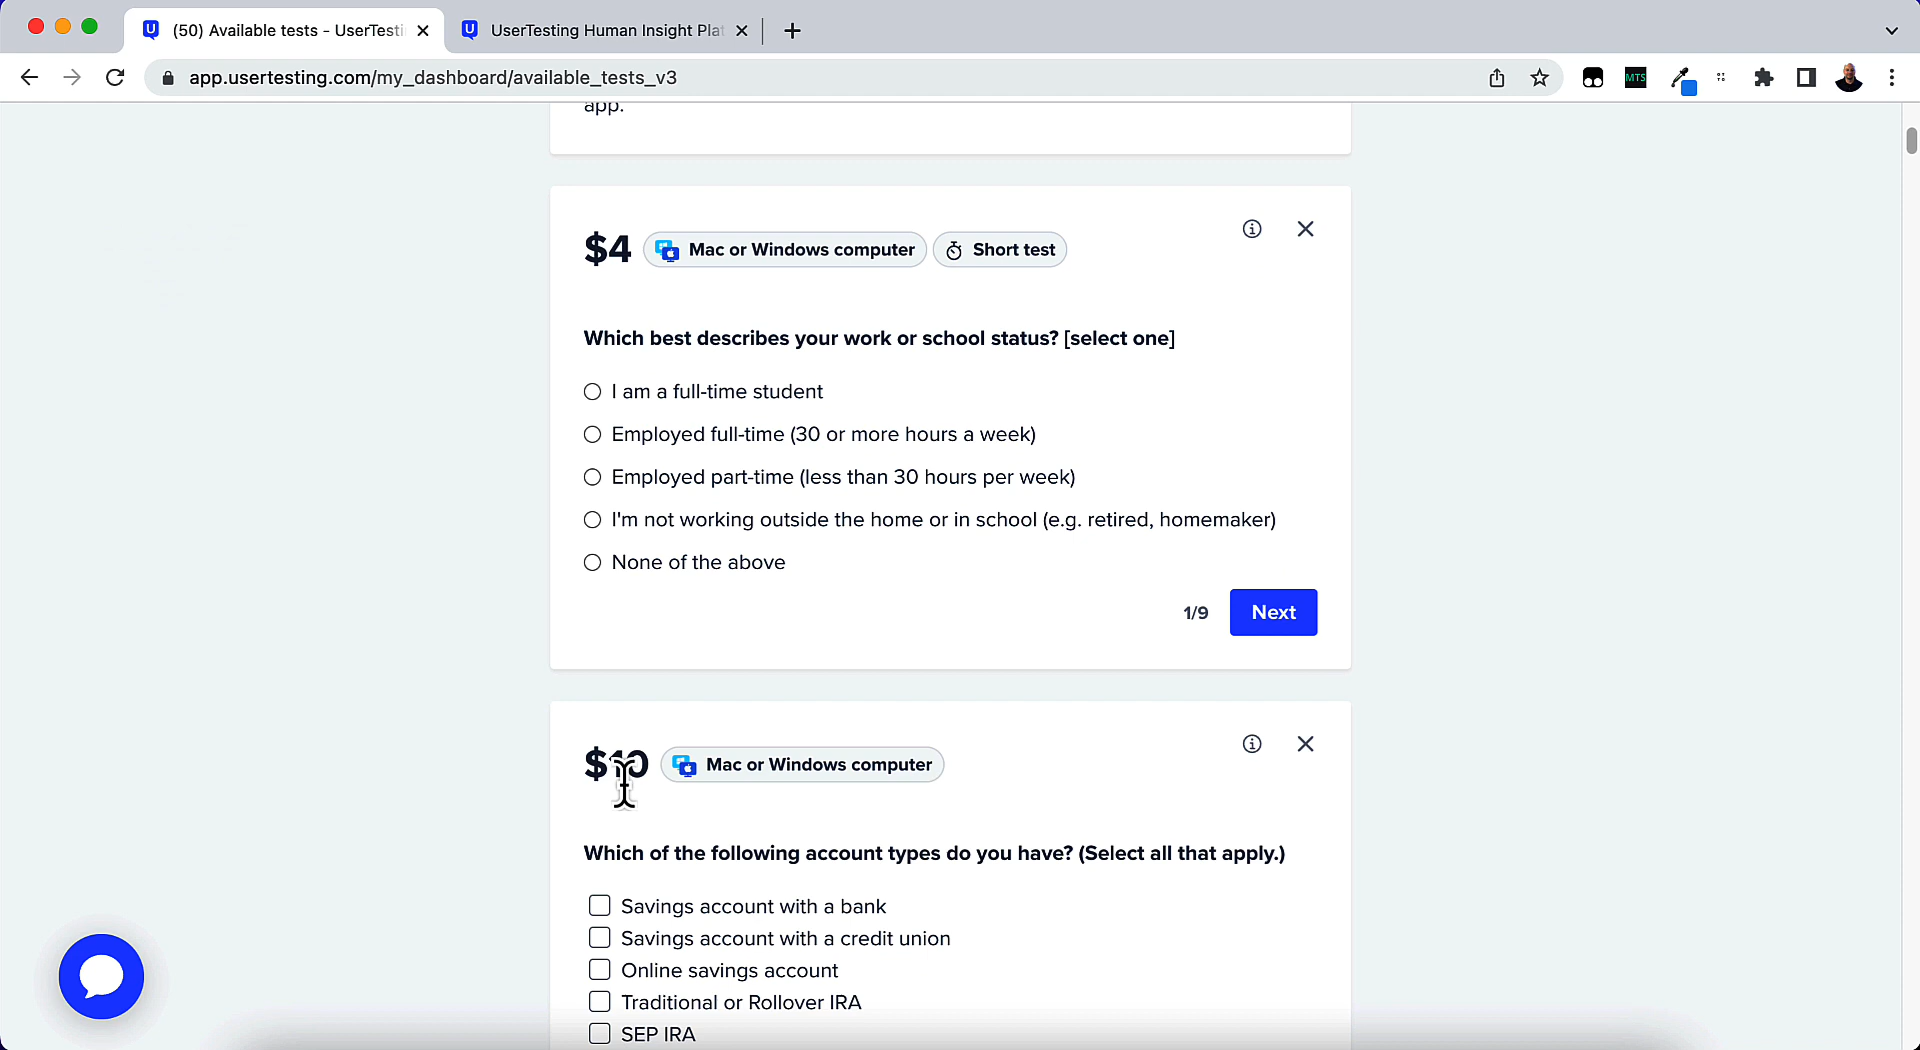 (50) Available tests - UserTesti
UserTesting Human Insight Plat
app.usertesting.com/my_dashboard/available_tests_v3
MTS
app.
$4 Mac or Windows computer Short test
Which best describes your work or school status? [select one]
I am a full-time student
Employed full-time (30 or more hours a week)
Employed part-time (less than 30 hours per week)
I'm not working outside the home or in school (e.g. retired, homemaker)
None of the above
1/9 Next
$10 Mac or Windows computer
Which of the following account types do you have? (Select all that apply.)
Savings account with a bank
Savings account with a credit union
Online savings account
Traditional or Rollover IRA
SEP IRA